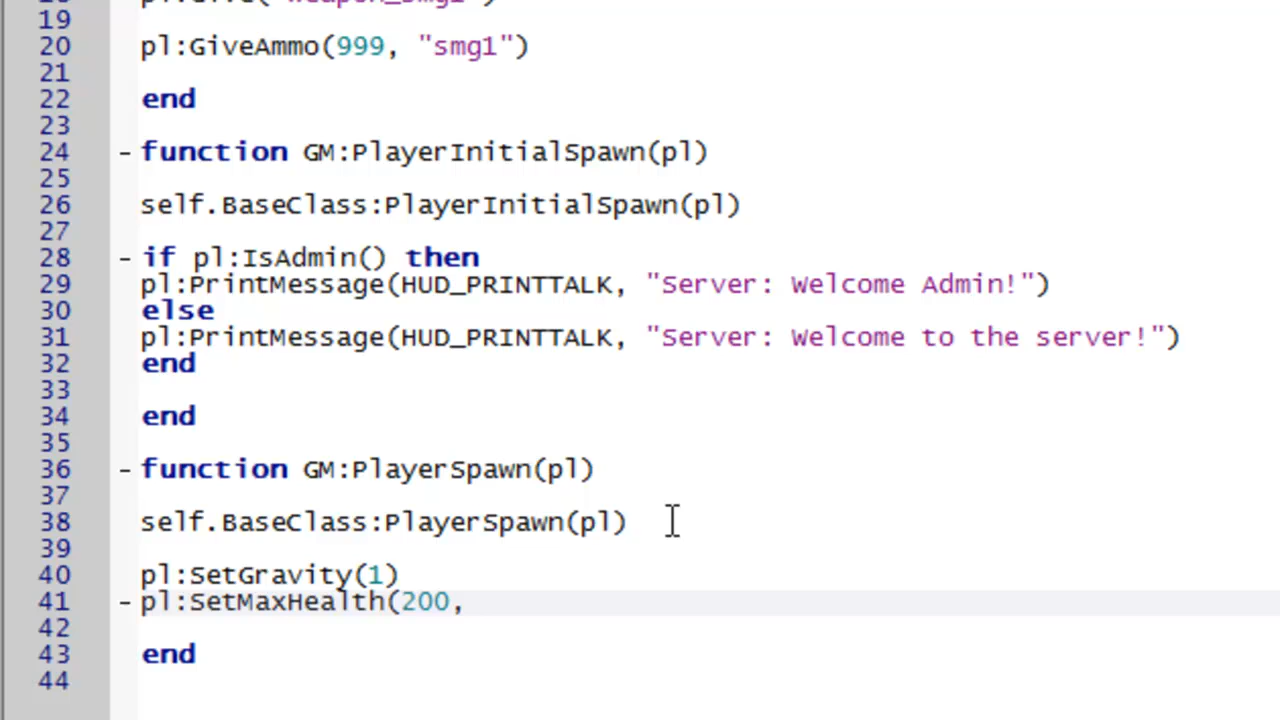 19
20 pl:GiveAmmo(999, "smg1")
21
22 end
23
24 -function GM:PlayerInitialSpawn(pl)
25
26 self.BaseClass:PlayerInitialSpawn(pl)
27
28 -if pl:IsAdmin() then
29 pl:PrintMessage(HUD_PRINTTALK, "Server: Welcome Admin!")
30 else
31 pl:PrintMessage(HUD_PRINTTALK, "Server: Welcome to the server!")
32 end
33
34 end
35
36 -function GM:PlayerSpawn(pl)
37
38 self.BaseClass:PlayerSpawn(pl)
39
40 pl:SetGravity(1)
41 -pl:SetMaxHealth(200,
42
43 end
44